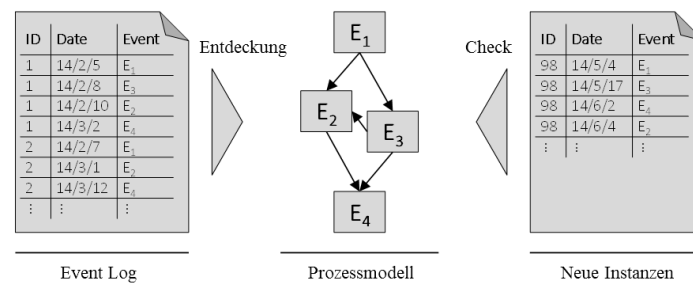 ID Date Event
1 14/2/5 E₁
1 14/2/8 E₃
1 14/2/10 E₂
1 14/3/2 E₄
2 14/2/7 E₁
2 14/3/1 E₂
2 14/3/12 E₄
⋮ ⋮ ⋮
Event Log
Entdeckung
E₁
E₂
E₃
E₄
Prozessmodell
Check
ID Date Event
98 14/5/4 E₁
98 14/5/17 E₃
98 14/6/2 E₄
98 14/6/4 E₂
⋮ ⋮ ⋮
Neue Instanzen